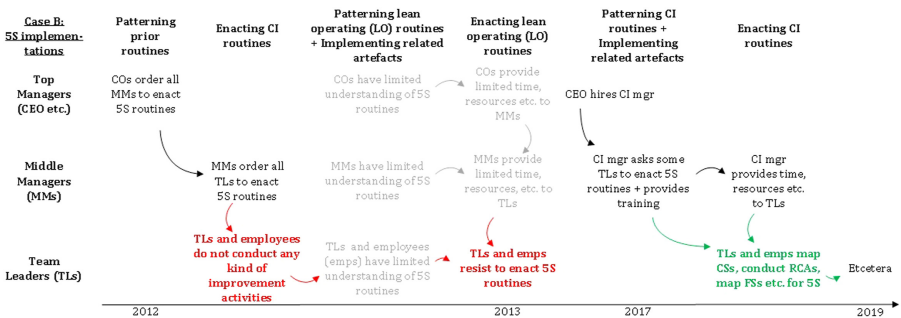 Case B:
5S implemen-
tations
Patterning
prior
routines
Enacting CI
routines
Patterning lean
operating (LO) routines
+ Implementing related
artefacts
Enacting lean
operating (LO)
routines
Patterning CI
routines +
Implementing
related artefacts
Enacting CI
routines
Top
Managers
(CEO etc.)
COs order all
MMs to enact
5S routines
COs have limited
understanding of 5S
routines
COs provide
limited time,
resources etc. to
MMs
CEO hires CI mgr
Middle
Managers
(MMs)
MMs order all
TLs to enact
5S routines
MMs have limited
understanding of 5S
routines
MMs provide
limited time,
resources, etc. to
TLs
CI mgr asks some
TLs to enact 5S
routines + provides
training
CI mgr
provides time,
resources etc.
to TLs
Team
Leaders (TLs)
TLs and employees
do not conduct any
kind of
improvement
activities
TLs and employees
(emps) have limited
understanding of 5S
routines
TLs and emps
resist to enact 5S
routines
TLs and emps map
CSs, conduct RCAs,
map FSs etc. for 5S
Etcetera
2012
2013
2017
2019